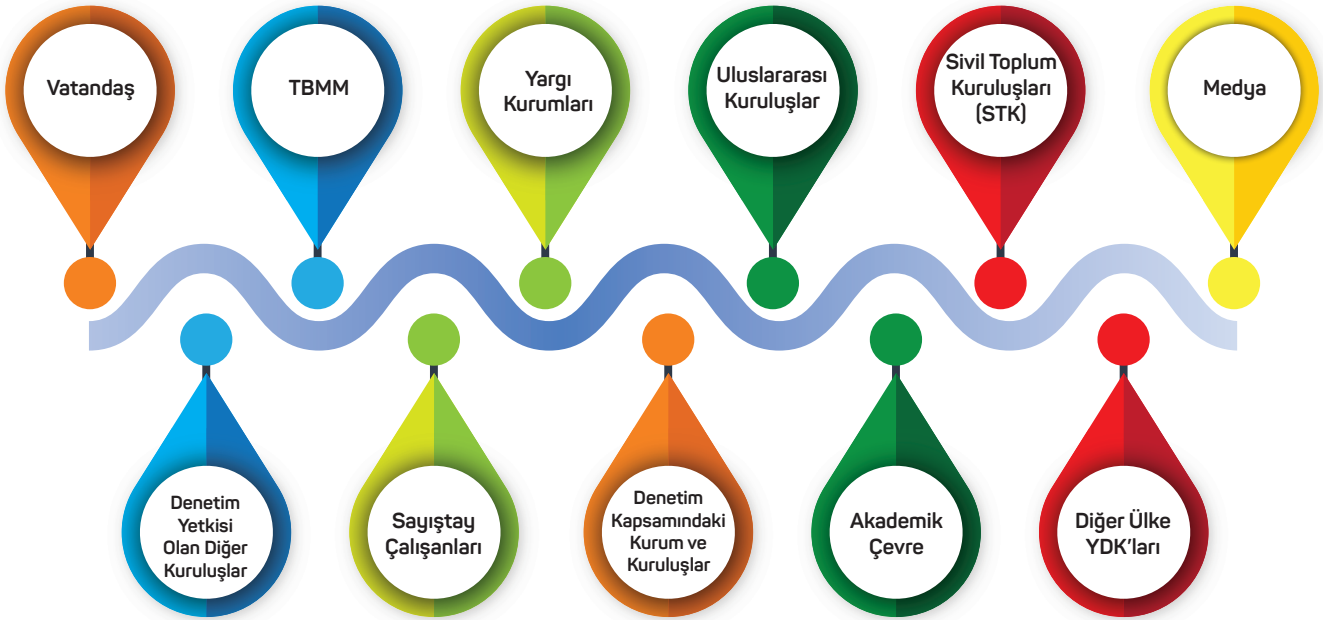 Vatandaş
TBMM
Yargı
Kurumları
Uluslararası
Kuruluşlar
Sivil Toplum
Kuruluşları
(STK)
Medya
Denetim
Yetkisi
Olan Diğer
Kuruluşlar
Sayıştay
Çalışanları
Denetim
Kapsamındaki
Kurum ve
Kuruluşlar
Akademik
Çevre
Diğer Ülke
YDK'ları